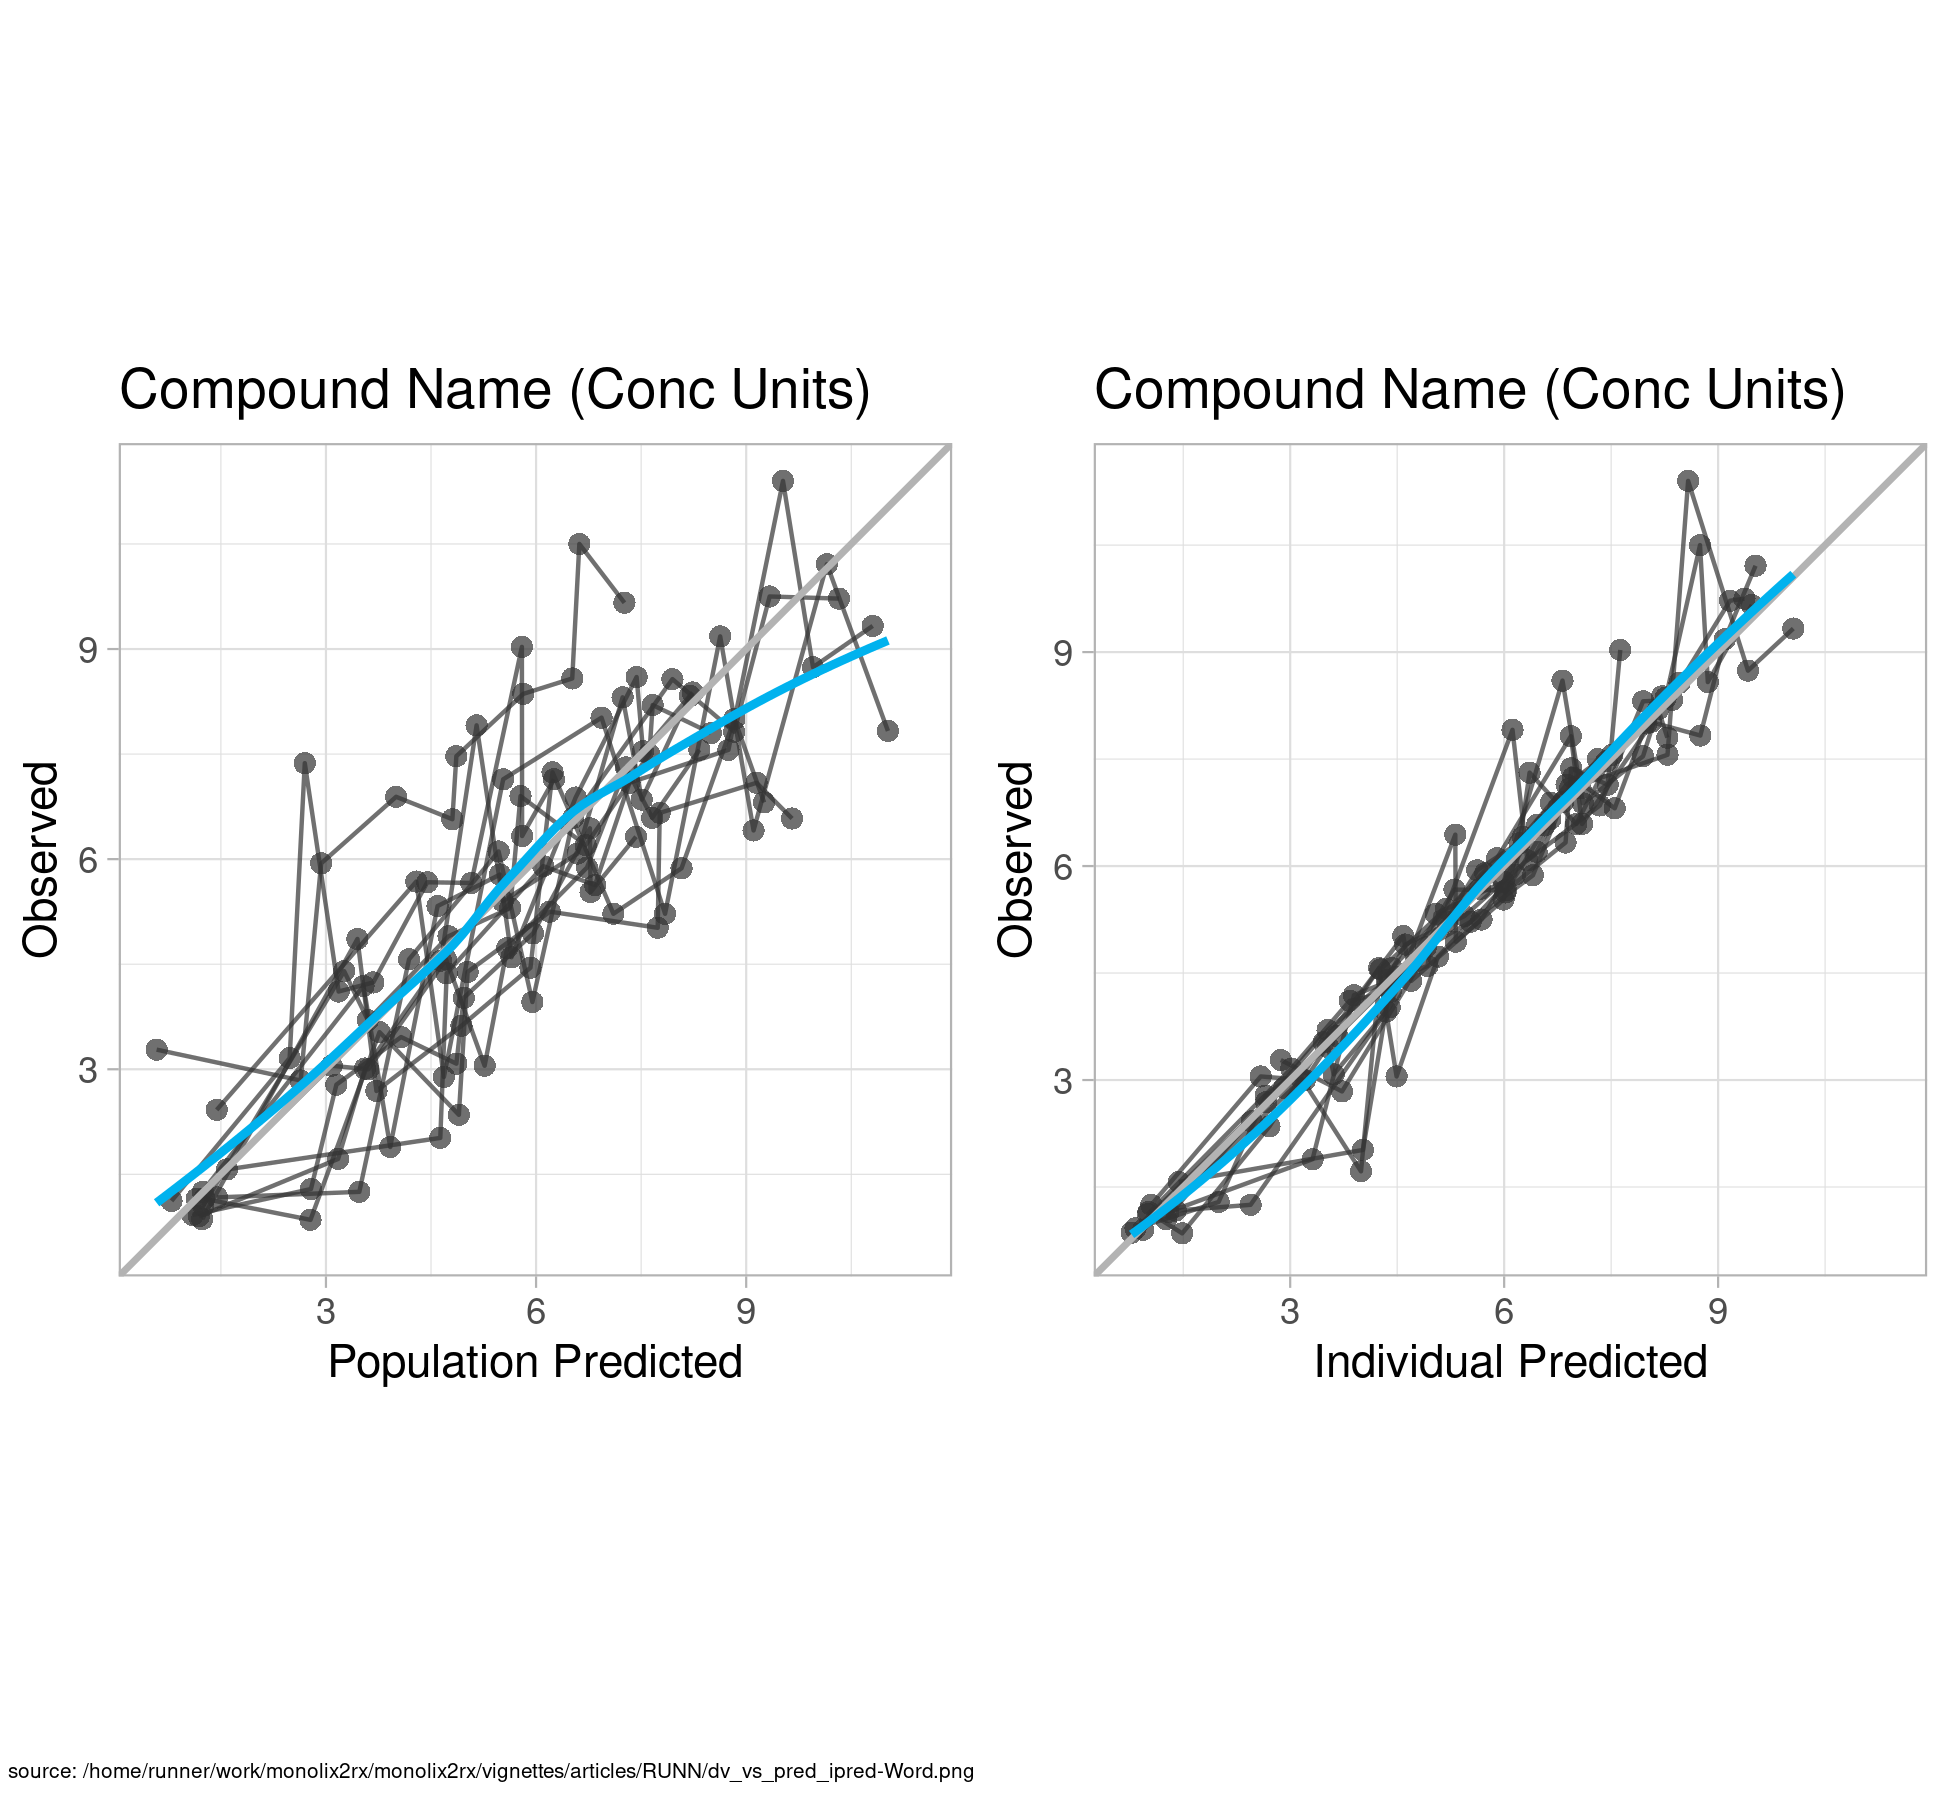 Compound Name (Conc Units)
Observed
9
6
3
3 6 9
Population Predicted
Compound Name (Conc Units)
Observed
9
6
3
3 6 9
Individual Predicted
source: /home/runner/work/monolix2rx/monolix2rx/vignettes/articles/RUNN/dv_vs_pred_ipred-Word.png